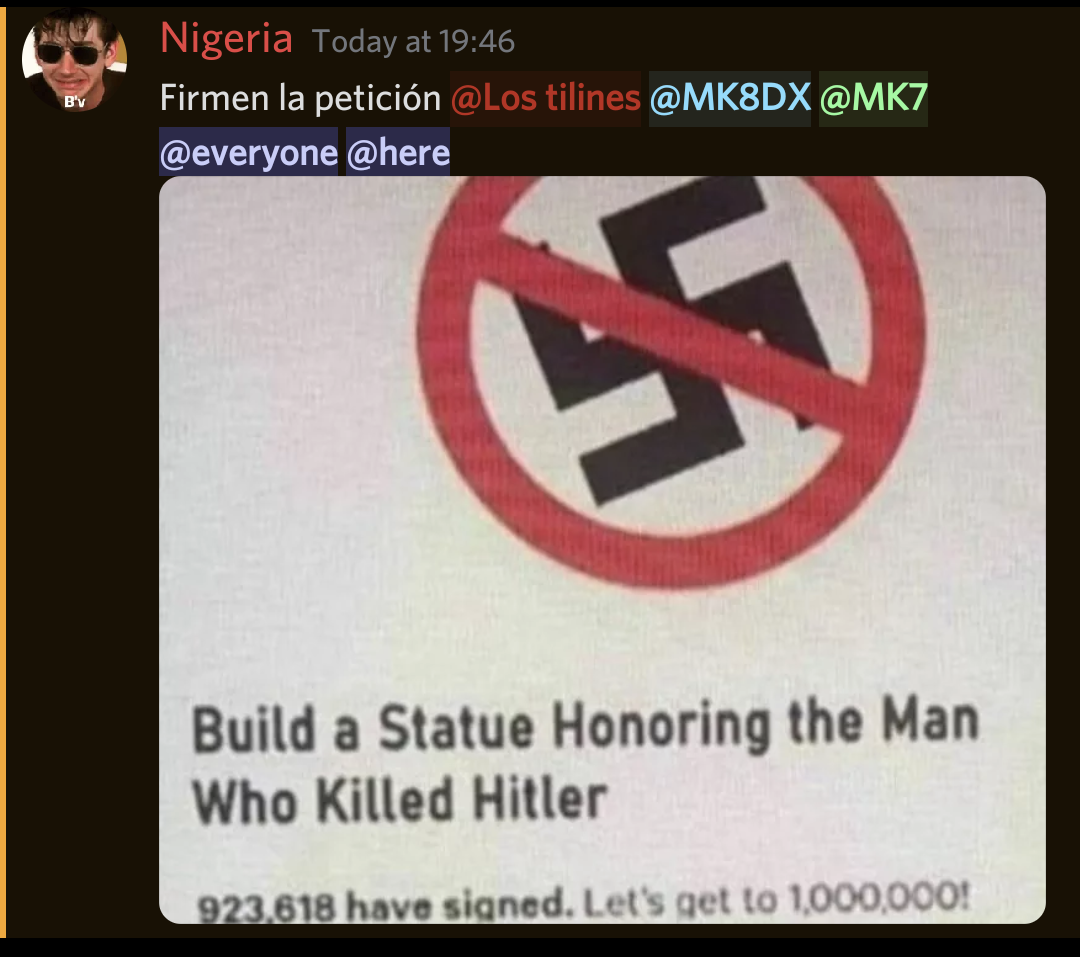 Nigeria Today at 19:46
B'v
Firmen la petición @Los tilines @MK8DX @MK7
@everyone @here
Build a Statue Honoring the Man
Who Killed Hitler
923,618 have signed. Let's get to 1,000,000!